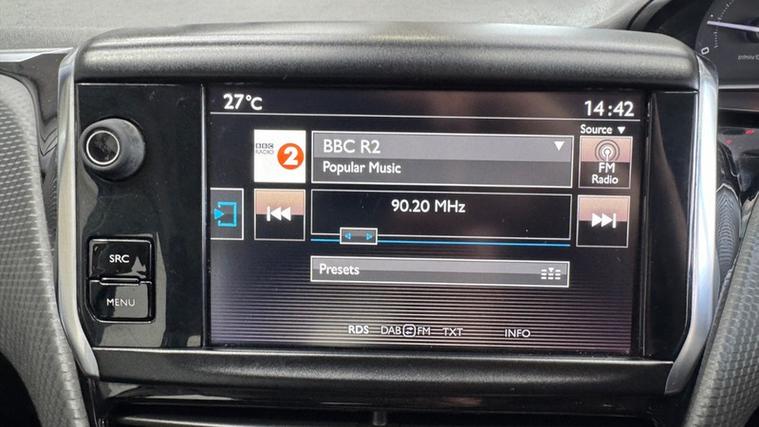 27°C
14:42
Source ▼
BBC RADIO 2
BBC R2
Popular Music
FM
Radio
90.20 MHz
SRC
MENU
Presets
RDS DAB FM TXT INFO
0